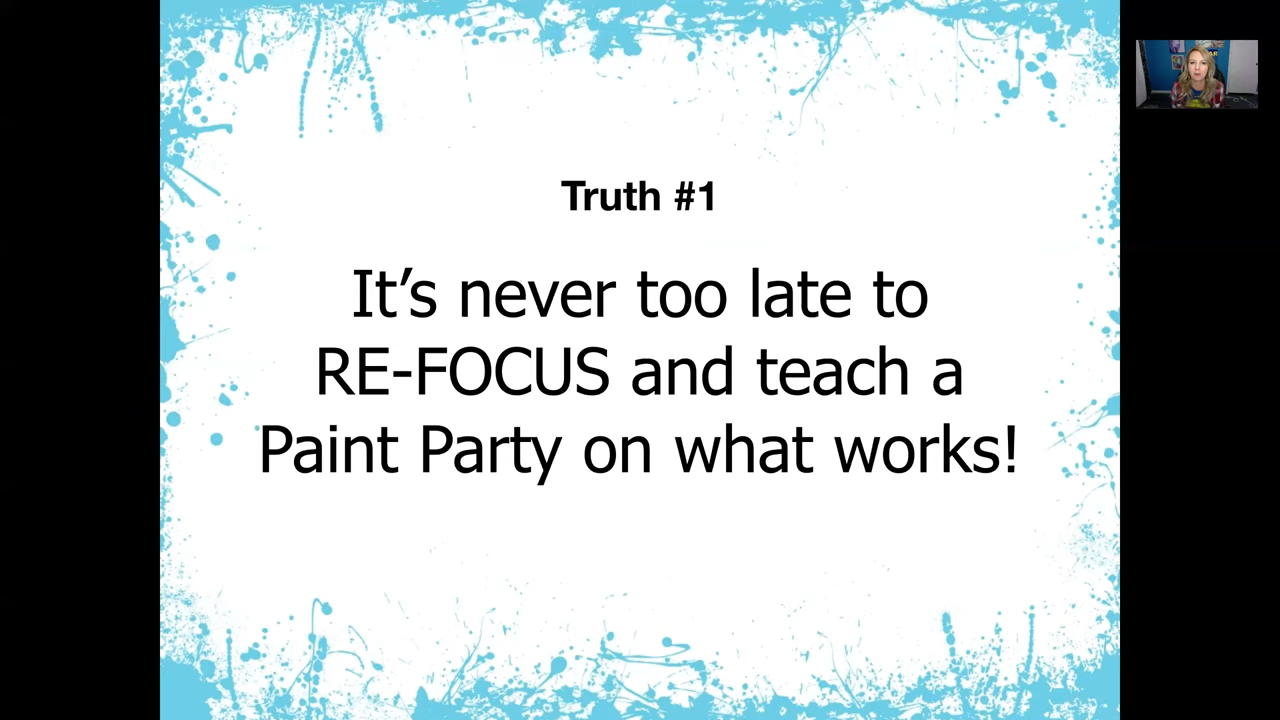 Truth #1
It’s never too late to
RE-FOCUS and teach a
Paint Party on what works!